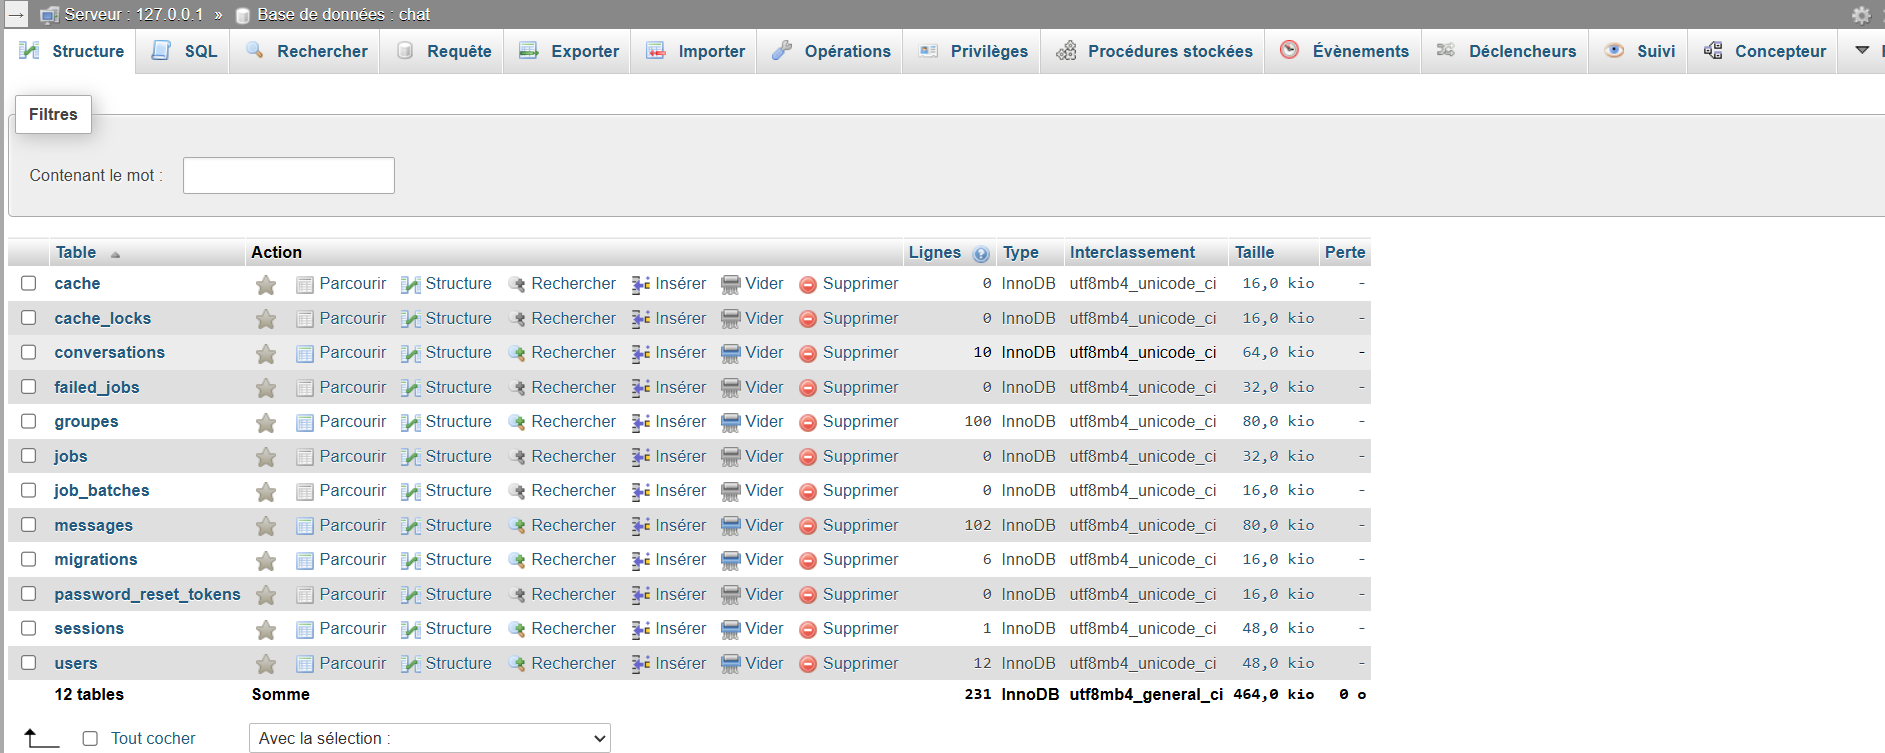 Serveur : 127.0.0.1 » Base de données : chat
Structure SQL Rechercher Requête Exporter Importer Opérations Privilèges Procédures stockées Évènements Déclencheurs Suivi Concepteur
Filtres
Contenant le mot :
Table Action Lignes Type Interclassement Taille Perte
cache Parcourir Structure Rechercher Insérer Vider Supprimer 0 InnoDB utf8mb4_unicode_ci 16,0 kio -
cache_locks Parcourir Structure Rechercher Insérer Vider Supprimer 0 InnoDB utf8mb4_unicode_ci 16,0 kio -
conversations Parcourir Structure Rechercher Insérer Vider Supprimer 10 InnoDB utf8mb4_unicode_ci 64,0 kio -
failed_jobs Parcourir Structure Rechercher Insérer Vider Supprimer 0 InnoDB utf8mb4_unicode_ci 32,0 kio -
groupes Parcourir Structure Rechercher Insérer Vider Supprimer 100 InnoDB utf8mb4_unicode_ci 80,0 kio -
jobs Parcourir Structure Rechercher Insérer Vider Supprimer 0 InnoDB utf8mb4_unicode_ci 32,0 kio -
job_batches Parcourir Structure Rechercher Insérer Vider Supprimer 0 InnoDB utf8mb4_unicode_ci 16,0 kio -
messages Parcourir Structure Rechercher Insérer Vider Supprimer 102 InnoDB utf8mb4_unicode_ci 80,0 kio -
migrations Parcourir Structure Rechercher Insérer Vider Supprimer 6 InnoDB utf8mb4_unicode_ci 16,0 kio -
password_reset_tokens Parcourir Structure Rechercher Insérer Vider Supprimer 0 InnoDB utf8mb4_unicode_ci 16,0 kio -
sessions Parcourir Structure Rechercher Insérer Vider Supprimer 1 InnoDB utf8mb4_unicode_ci 48,0 kio -
users Parcourir Structure Rechercher Insérer Vider Supprimer 12 InnoDB utf8mb4_unicode_ci 48,0 kio -
12 tables Somme 231 InnoDB utf8mb4_general_ci 464,0 kio 0 o
Tout cocher Avec la sélection :